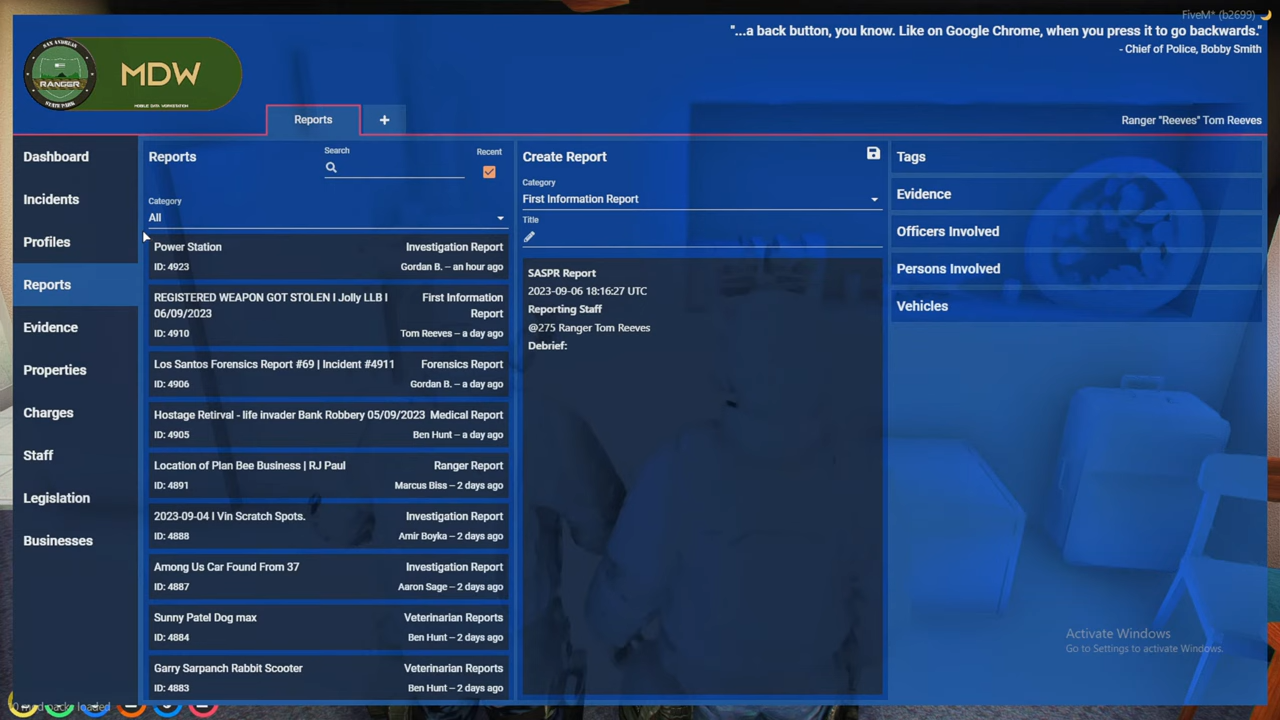 FiveM* (b2699)
"...a back button, you know. Like on Google Chrome, when you press it to go backwards."
- Chief of Police, Bobby Smith
SAN ANDREAS
RANGER
STATE PARK
MDW
MOBILE DATA WORKSTATION
Reports
+
Ranger "Reeves" Tom Reeves
Dashboard
Incidents
Profiles
Reports
Evidence
Properties
Charges
Staff
Legislation
Businesses
Reports
Search
Recent
Category
All
Power Station Investigation Report
ID: 4923 Gordan B. – an hour ago
REGISTERED WEAPON GOT STOLEN I Jolly LLB I First Information
06/09/2023 Report
ID: 4910 Tom Reeves – a day ago
Los Santos Forensics Report #69 | Incident #4911 Forensics Report
ID: 4906 Gordan B. – a day ago
Hostage Retirval - life invader Bank Robbery 05/09/2023 Medical Report
ID: 4905 Ben Hunt – a day ago
Location of Plan Bee Business | RJ Paul Ranger Report
ID: 4891 Marcus Biss – 2 days ago
2023-09-04 I Vin Scratch Spots. Investigation Report
ID: 4888 Amir Boyka – 2 days ago
Among Us Car Found From 37 Investigation Report
ID: 4887 Aaron Sage – 2 days ago
Sunny Patel Dog max Veterinarian Reports
ID: 4884 Ben Hunt – 2 days ago
Garry Sarpanch Rabbit Scooter Veterinarian Reports
ID: 4883 Ben Hunt – 2 days ago
Create Report
Category
First Information Report
Title
SASPR Report
2023-09-06 18:16:27 UTC
Reporting Staff
@275 Ranger Tom Reeves
Debrief:
Tags
Evidence
Officers Involved
Persons Involved
Vehicles
Activate Windows
Go to Settings to activate Windows.
loaded